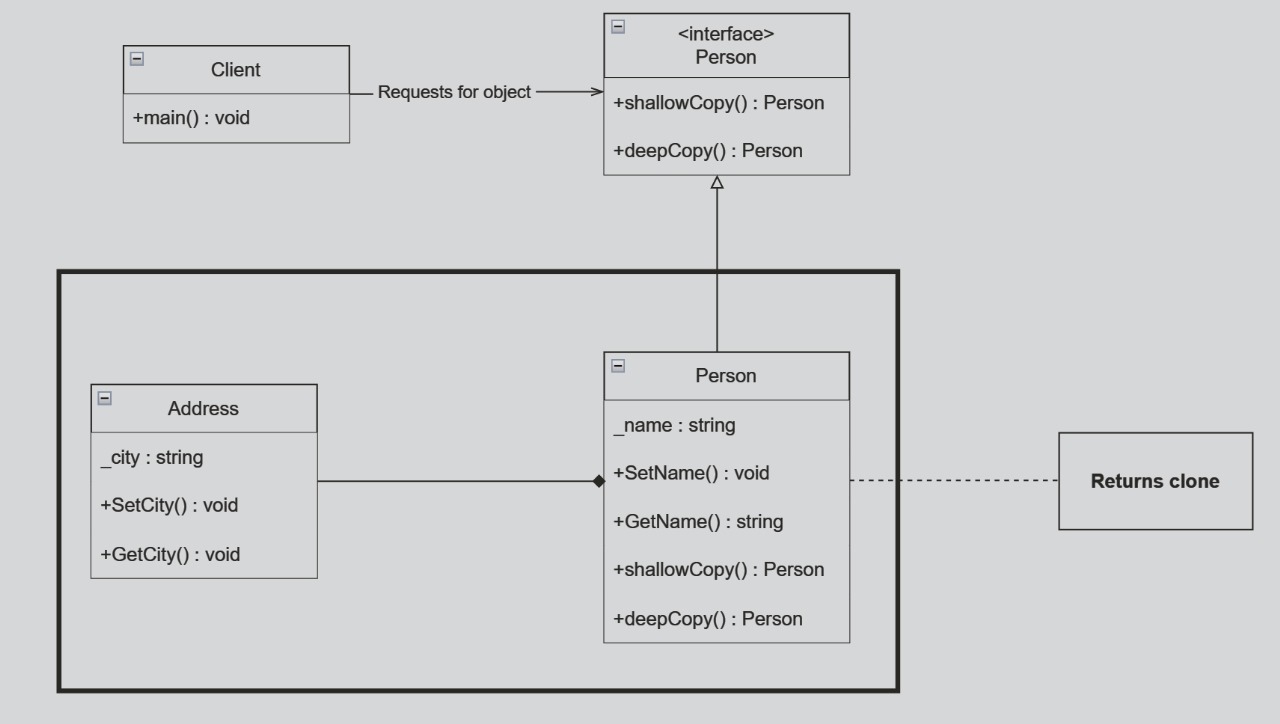 Client
+main() : void
Requests for object
<interface>
Person
+shallowCopy() : Person
+deepCopy() : Person
Address
_city : string
+SetCity() : void
+GetCity() : void
Person
_name : string
+SetName() : void
+GetName() : string
+shallowCopy() : Person
+deepCopy() : Person
Returns clone